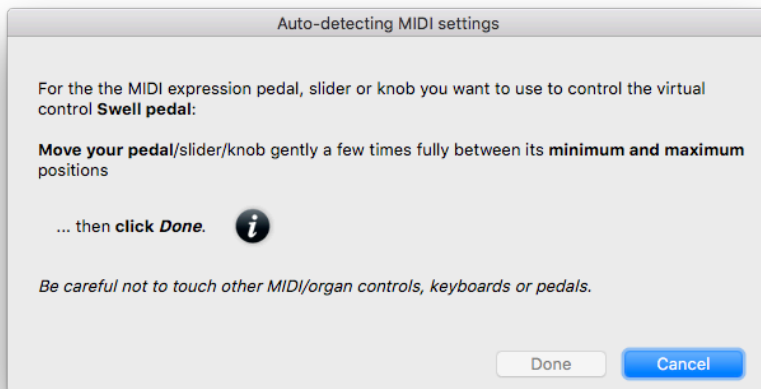 Auto-detecting MIDI settings
For the the MIDI expression pedal, slider or knob you want to use to control the virtual
control Swell pedal:
Move your pedal/slider/knob gently a few times fully between its minimum and maximum
positions
... then click Done.
Be careful not to touch other MIDI/organ controls, keyboards or pedals.
Done Cancel